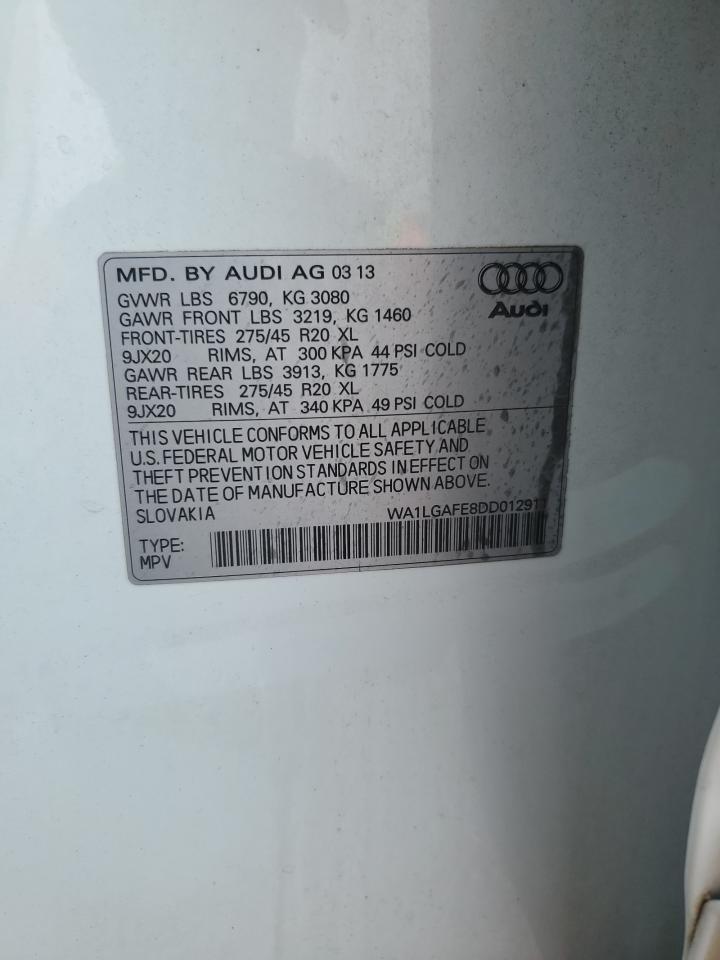 MFD. BY AUDI AG 03 13
GVWR LBS 6790, KG 3080
GAWR FRONT LBS 3219, KG 1460
FRONT-TIRES 275/45 R20 XL
9JX20 RIMS, AT 300 KPA 44 PSI COLD
GAWR REAR LBS 3913, KG 1775
REAR-TIRES 275/45 R20 XL
9JX20 RIMS, AT 340 KPA 49 PSI COLD
Audi
THIS VEHICLE CONFORMS TO ALL APPLICABLE
U.S. FEDERAL MOTOR VEHICLE SAFETY AND
THEFT PREVENTION STANDARDS IN EFFECT ON
THE DATE OF MANUFACTURE SHOWN ABOVE.
SLOVAKIA
TYPE:
MPV